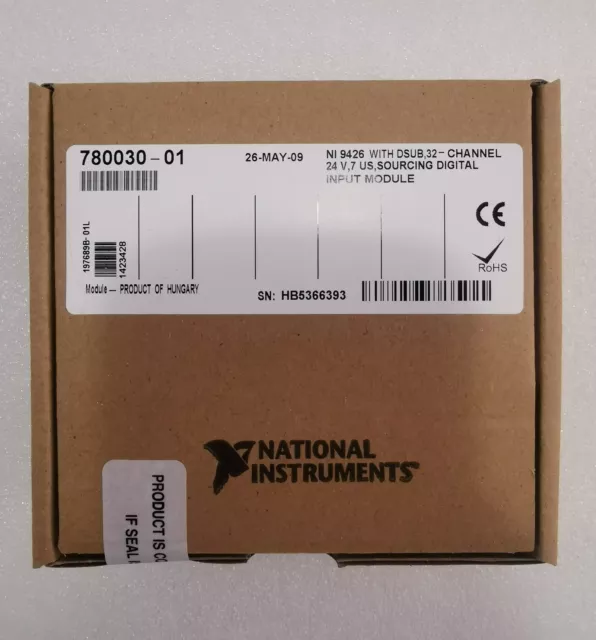 780030-01
26-MAY-09
NI 9426 WITH DSUB,32-CHANNEL
24 V,7 US,SOURCING DIGITAL
INPUT MODULE
197689B-01L
1423428
CE
RoHS
Module — PRODUCT OF HUNGARY
SN: HB5366393
NATIONAL
INSTRUMENTS
PRODUCT IS
IF SEAL